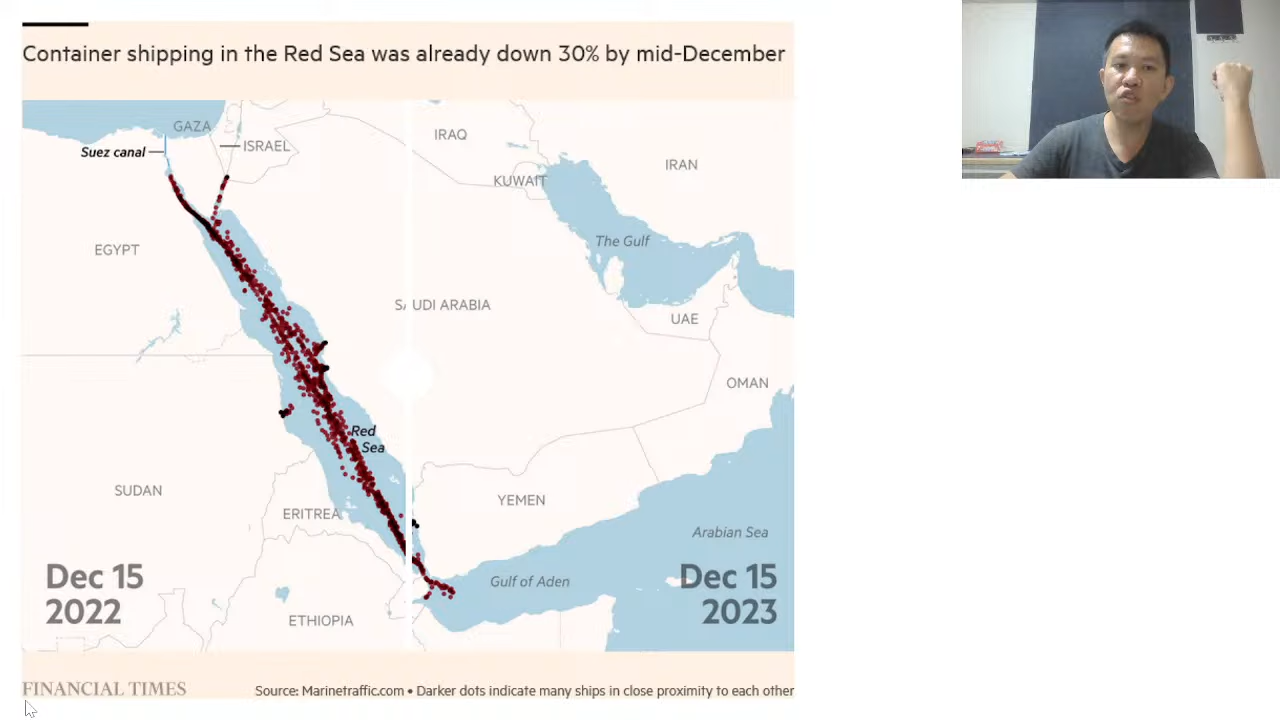 Container shipping in the Red Sea was already down 30% by mid-December
GAZA
Suez canal
ISRAEL
IRAQ
IRAN
KUWAIT
EGYPT
The Gulf
SAUDI ARABIA
UAE
OMAN
Red
Sea
SUDAN
YEMEN
ERITREA
Arabian Sea
Dec 15
2022
Gulf of Aden
Dec 15
2023
ETHIOPIA
FINANCIAL TIMES
Source: Marinetraffic.com • Darker dots indicate many ships in close proximity to each other